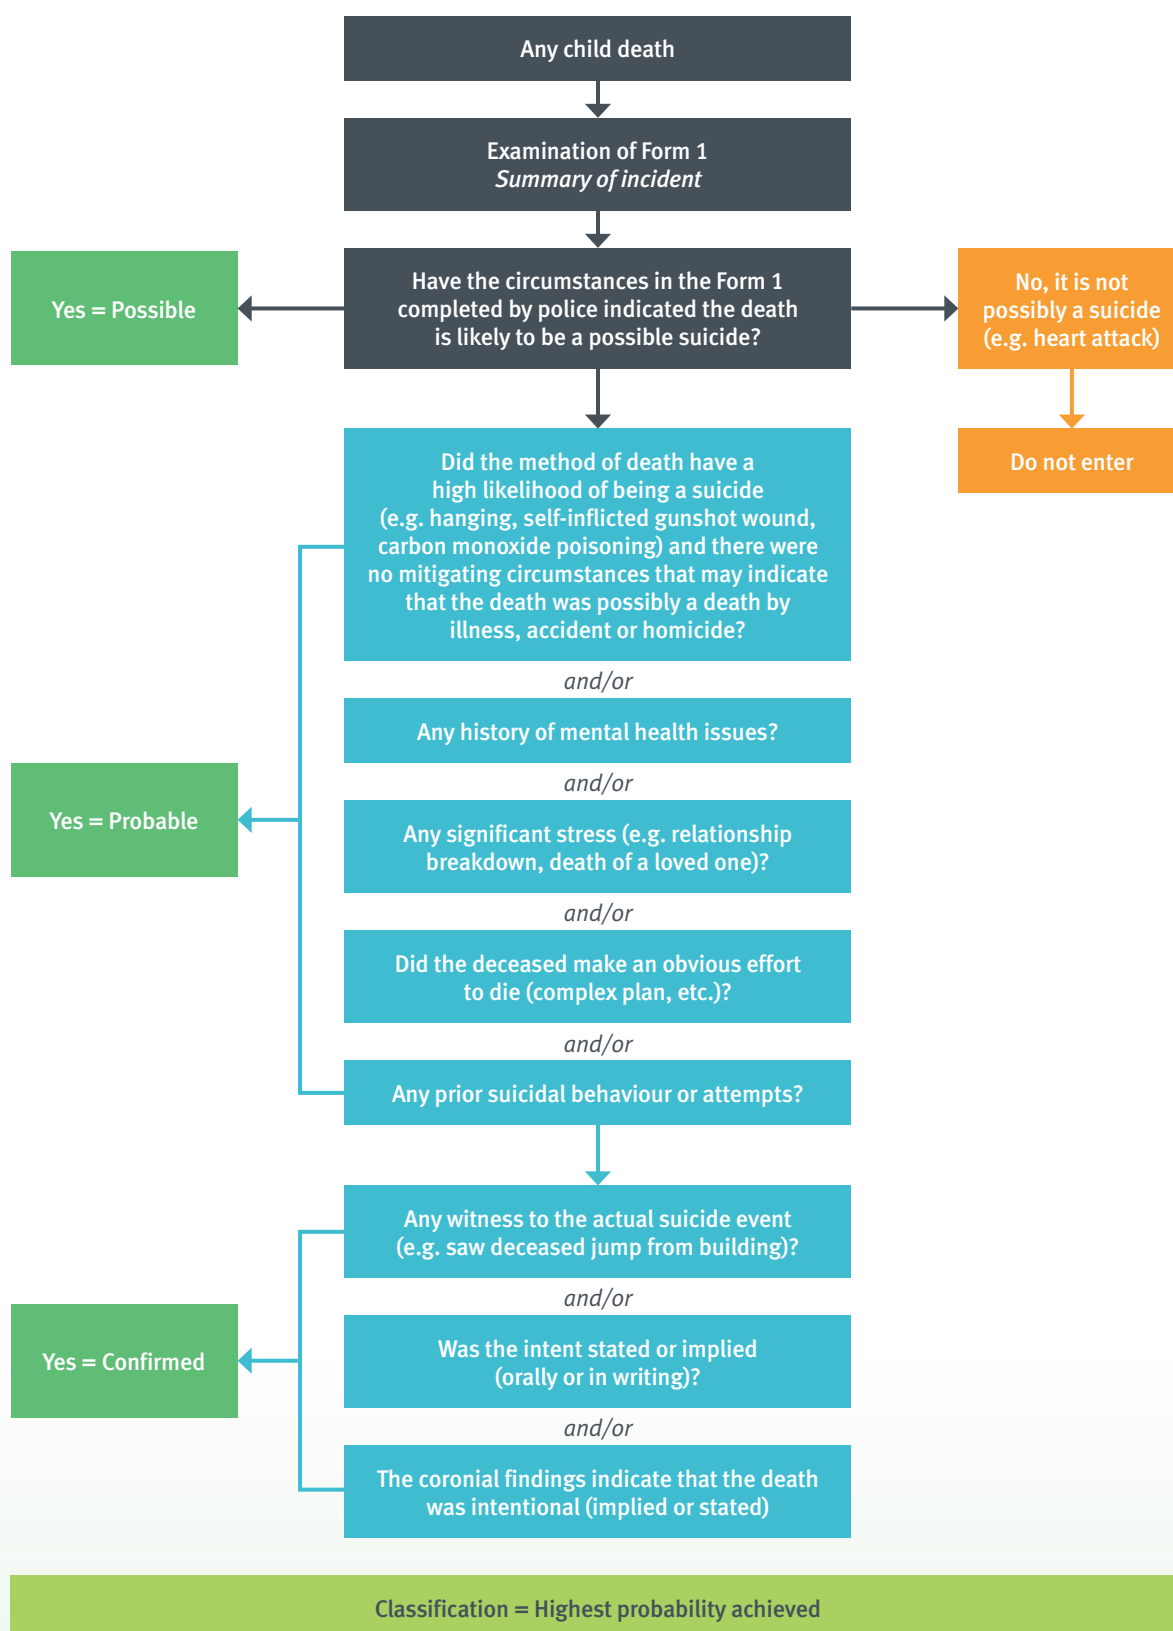 Any child death
Examination of Form 1
Summary of incident
Yes = Possible
Have the circumstances in the Form 1
completed by police indicated the death
is likely to be a possible suicide?
No, it is not
possibly a suicide
(e.g. heart attack)
Do not enter
Did the method of death have a
high likelihood of being a suicide
(e.g. hanging, self-inflicted gunshot wound,
carbon monoxide poisoning) and there were
no mitigating circumstances that may indicate
that the death was possibly a death by
illness, accident or homicide?
and/or
Any history of mental health issues?
and/or
Yes = Probable
Any significant stress (e.g. relationship
breakdown, death of a loved one)?
and/or
Did the deceased make an obvious effort
to die (complex plan, etc.)?
and/or
Any prior suicidal behaviour or attempts?
Any witness to the actual suicide event
(e.g. saw deceased jump from building)?
and/or
Yes = Confirmed
Was the intent stated or implied
(orally or in writing)?
and/or
The coronial findings indicate that the death
was intentional (implied or stated)
Classification = Highest probability achieved